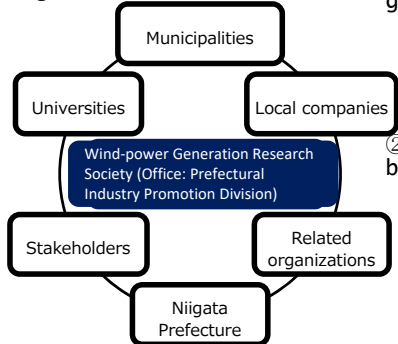 g
Municipalities
Universities
Local companies
②
b
Wind-power Generation Research
Society (Office: Prefectural
Industry Promotion Division)
Stakeholders
Related
organizations
Niigata
Prefecture